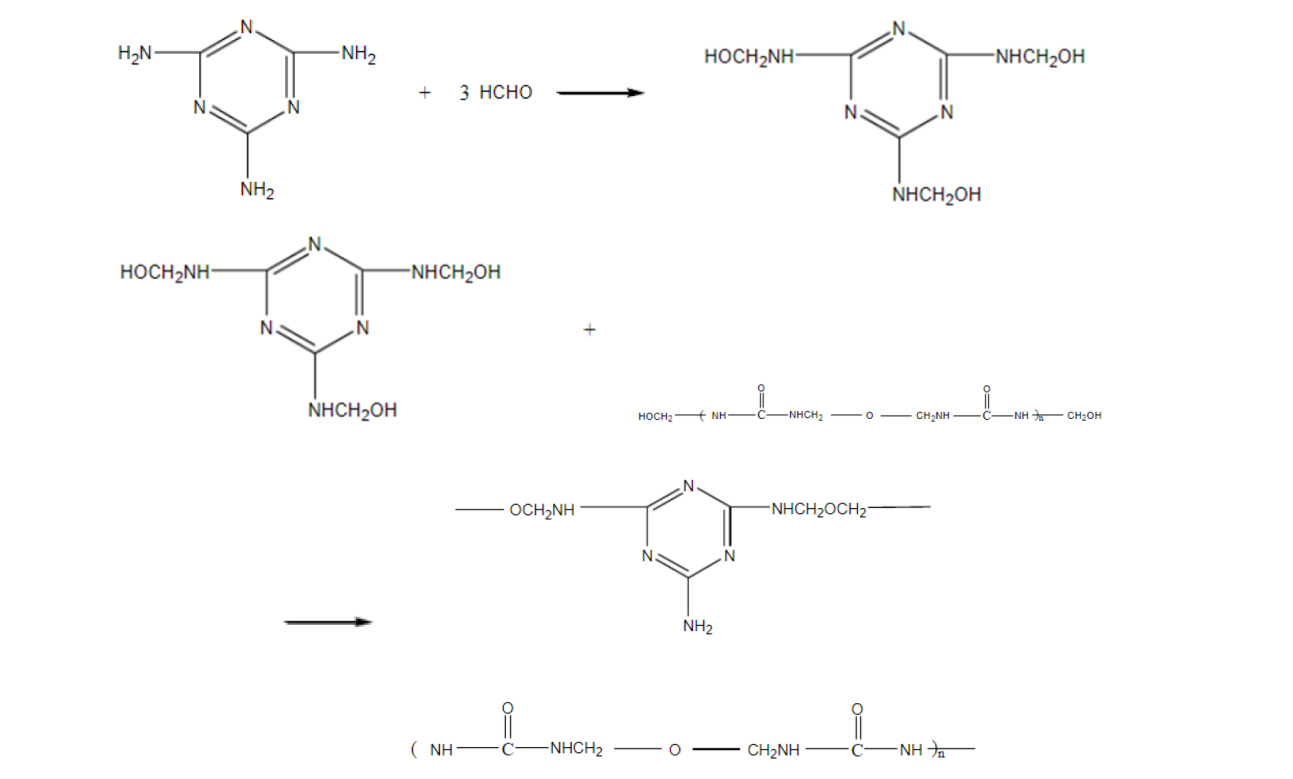 N
H₂N NH₂
N N
+ 3 HCHO
NH₂
N
HOCH₂NH NHCH₂OH
N N
NHCH₂OH
N
HOCH₂NH NHCH₂OH
N N
NHCH₂OH
+
O O
HOCH₂ ( NH C NHCH₂ O CH₂NH C NH )n CH₂OH
N
OCH₂NH NHCH₂OCH₂
N N
NH₂
O O
( NH C NHCH₂ O CH₂NH C NH )n